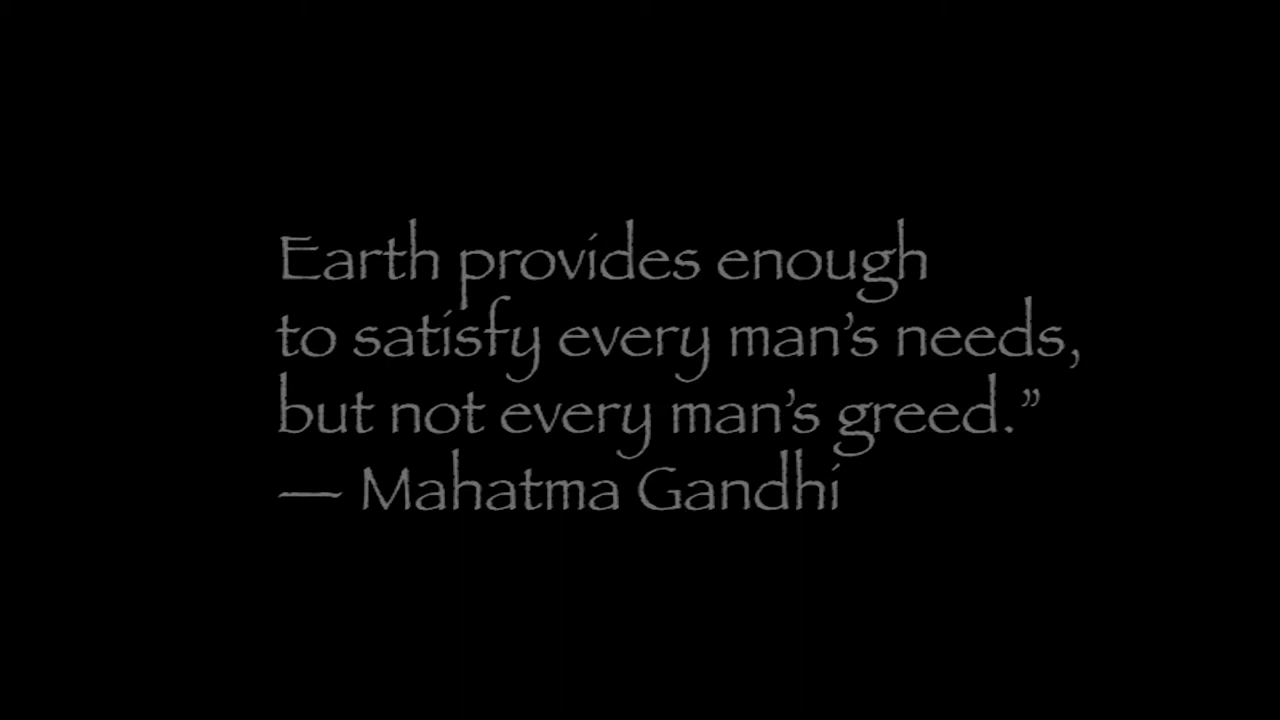 Earth provides enough
to satisfy every man’s needs,
but not every man’s greed.”
— Mahatma Gandhi